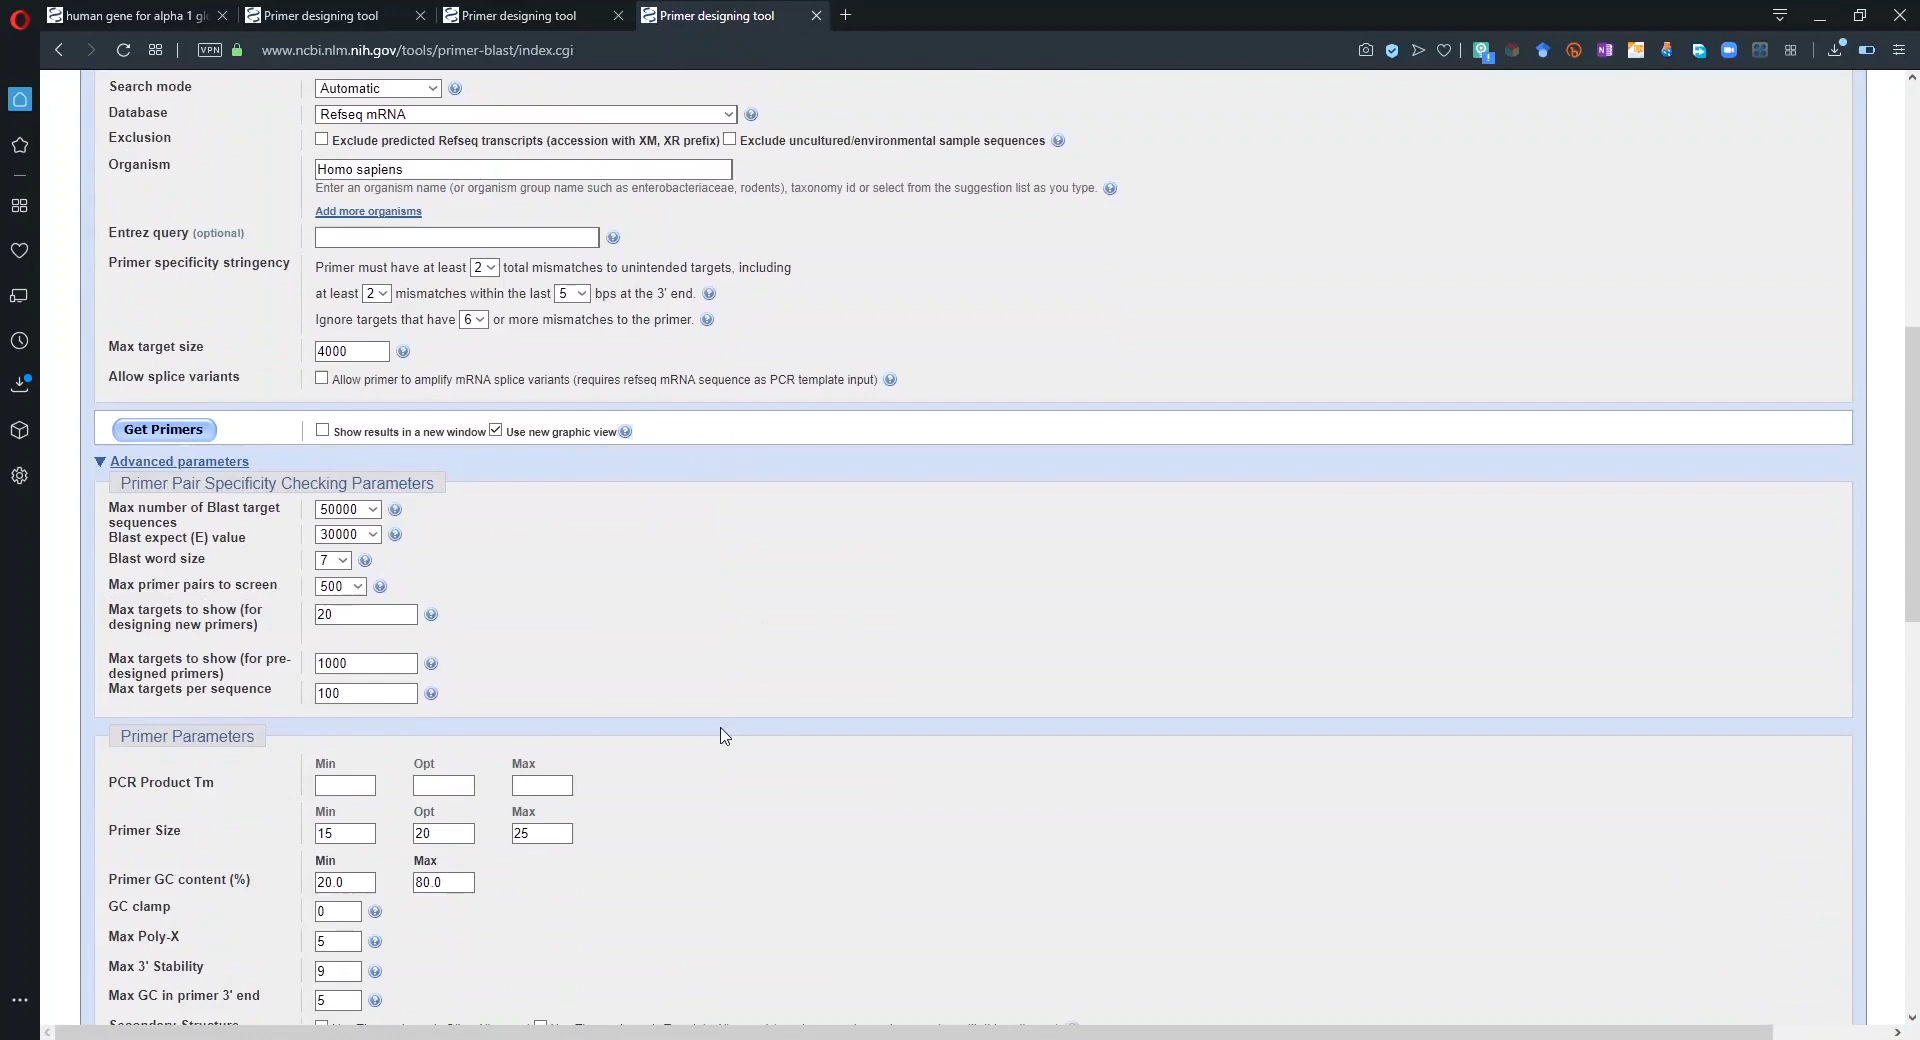 human gene for alpha 1 gl
Primer designing tool
Primer designing tool
Primer designing tool
VPN
www.ncbi.nlm.nih.gov/tools/primer-blast/index.cgi
Search mode
Automatic
Database
Refseq mRNA
Exclusion
Exclude predicted Refseq transcripts (accession with XM, XR prefix) Exclude uncultured/environmental sample sequences
Organism
Homo sapiens
Enter an organism name (or organism group name such as enterobacteriaceae, rodents), taxonomy id or select from the suggestion list as you type.
Add more organisms
Entrez query (optional)
Primer specificity stringency
Primer must have at least 2 total mismatches to unintended targets, including
at least 2 mismatches within the last 5 bps at the 3' end.
Ignore targets that have 6 or more mismatches to the primer.
Max target size
4000
Allow splice variants
Allow primer to amplify mRNA splice variants (requires refseq mRNA sequence as PCR template input)
Get Primers
Show results in a new window Use new graphic view
Advanced parameters
Primer Pair Specificity Checking Parameters
Max number of Blast target
sequences
50000
Blast expect (E) value
30000
Blast word size
7
Max primer pairs to screen
500
Max targets to show (for
designing new primers)
20
Max targets to show (for pre-
designed primers)
1000
Max targets per sequence
100
Primer Parameters
Min Opt Max
PCR Product Tm
Min Opt Max
Primer Size
15 20 25
Min Max
Primer GC content (%)
20.0 80.0
GC clamp
0
Max Poly-X
5
Max 3' Stability
9
Max GC in primer 3' end
5